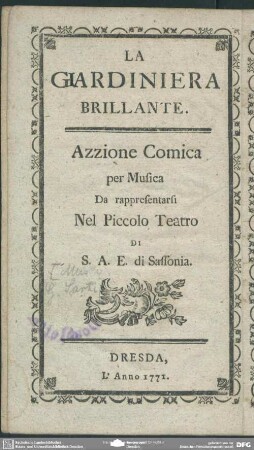 LA
GIARDINIERA
BRILLANTE.
Azzione Comica
per Musica
Da rappresentarsi
Nel Piccolo Teatro
DI
S. A. E. di Sassonia.
DRESDA,
L' Anno 1771.